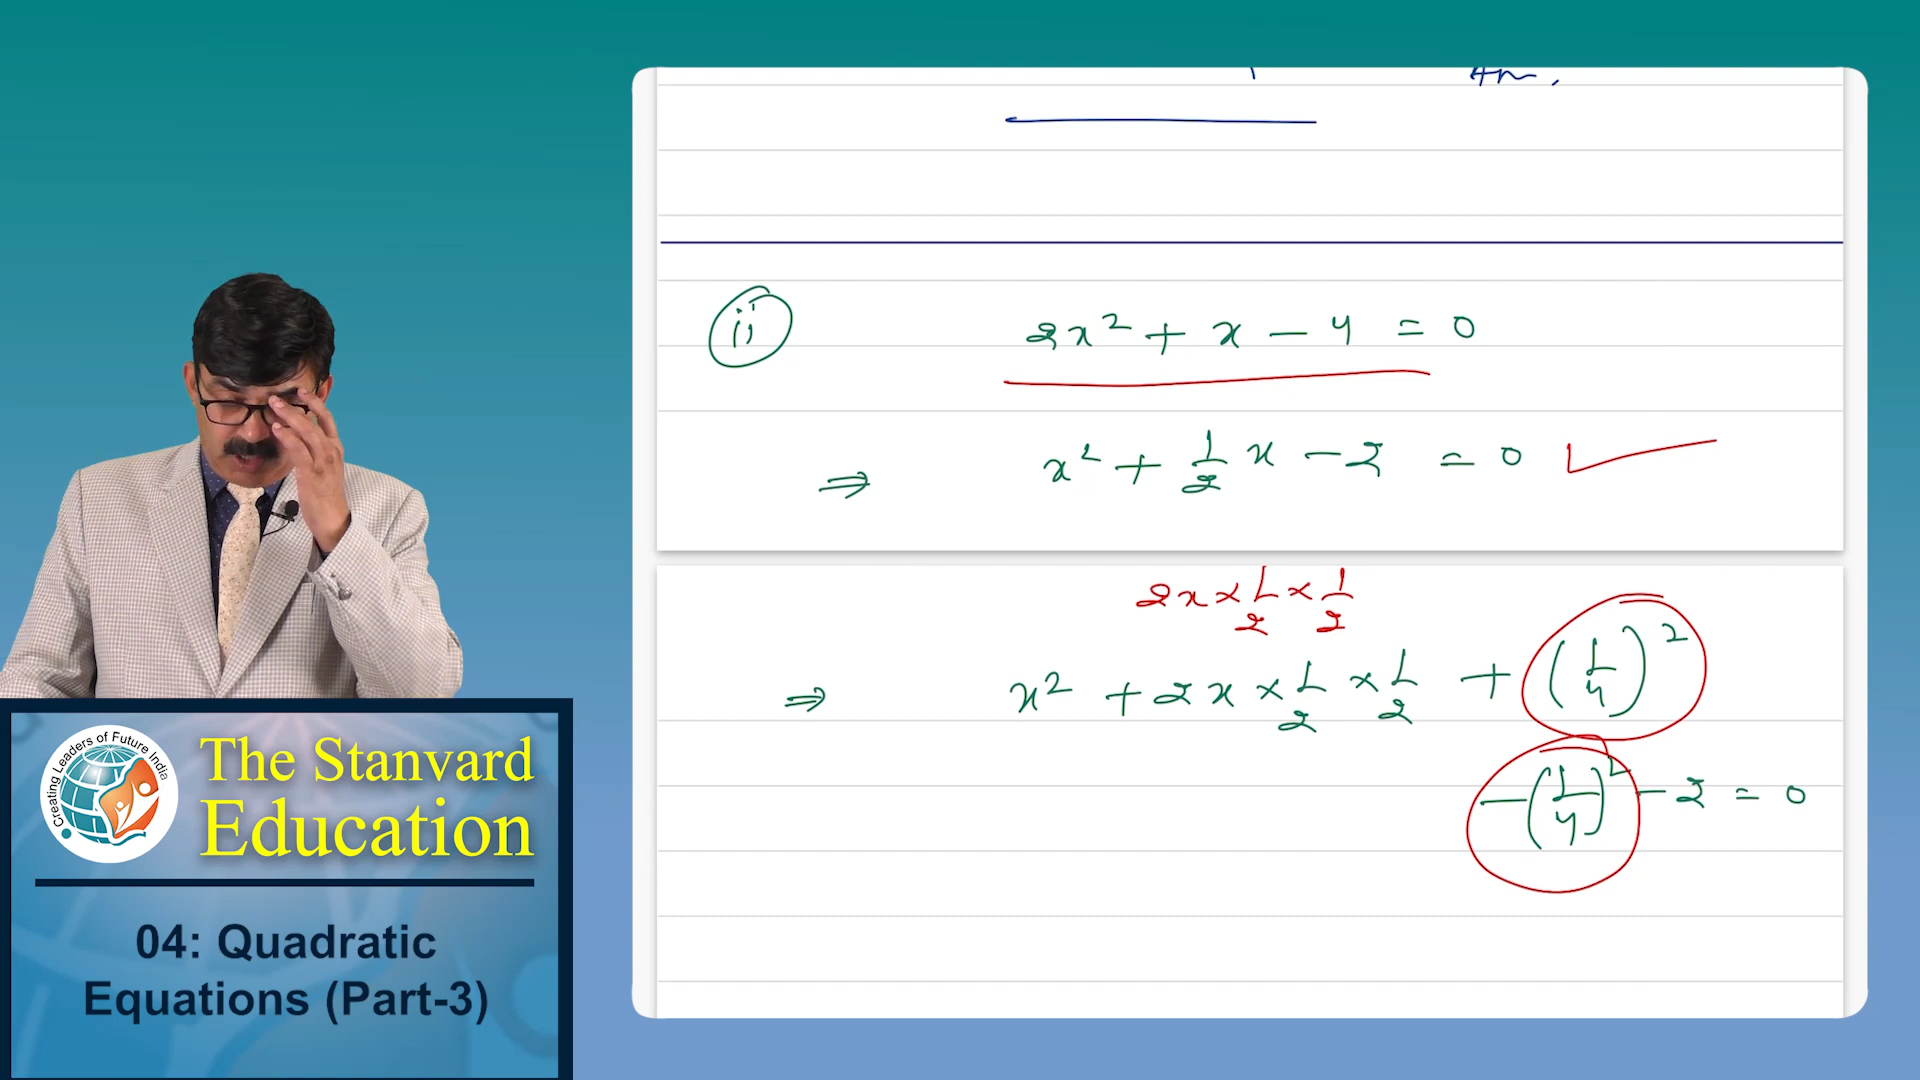 An.
ii
2x² + x - 4 = 0
⇒ x² + 1/2 x - 2 = 0
2x × 1/2 × 1/2
⇒ x² + 2x × 1/2 × 1/2 + (1/4)²
-(1/4)² - 2 = 0
Creating Leaders of Future India
The Stanvard
Education
04: Quadratic
Equations (Part-3)